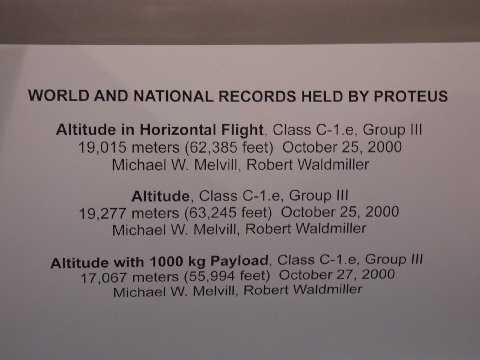 WORLD AND NATIONAL RECORDS HELD BY PROTEUS
Altitude in Horizontal Flight, Class C-1.e, Group III
19,015 meters (62,385 feet) October 25, 2000
Michael W. Melvill, Robert Waldmiller
Altitude, Class C-1.e, Group III
19,277 meters (63,245 feet) October 25, 2000
Michael W. Melvill, Robert Waldmiller
Altitude with 1000 kg Payload, Class C-1.e, Group III
17,067 meters (55,994 feet) October 27, 2000
Michael W. Melvill, Robert Waldmiller